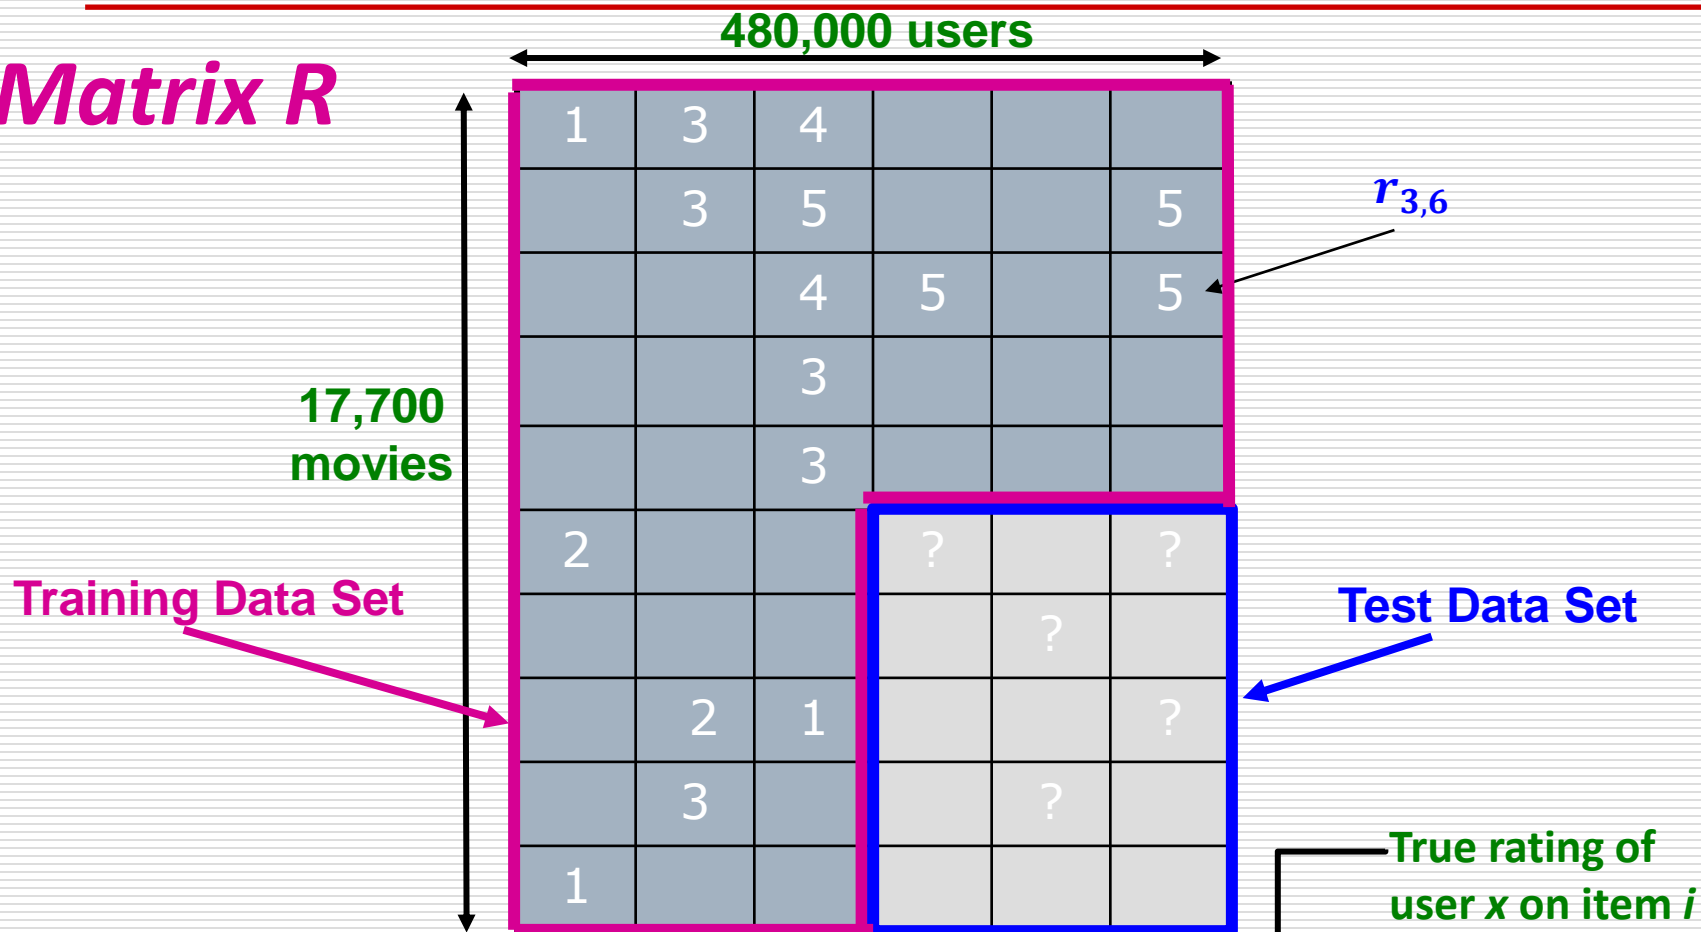 480,000 users
Matrix R
1 3 4
3 5 5
r3,6
4 5 5
3
17,700
movies
3
2 ? ?
Training Data Set
Test Data Set
?
2 1 ?
3 ?
True rating of
user x on item i
1